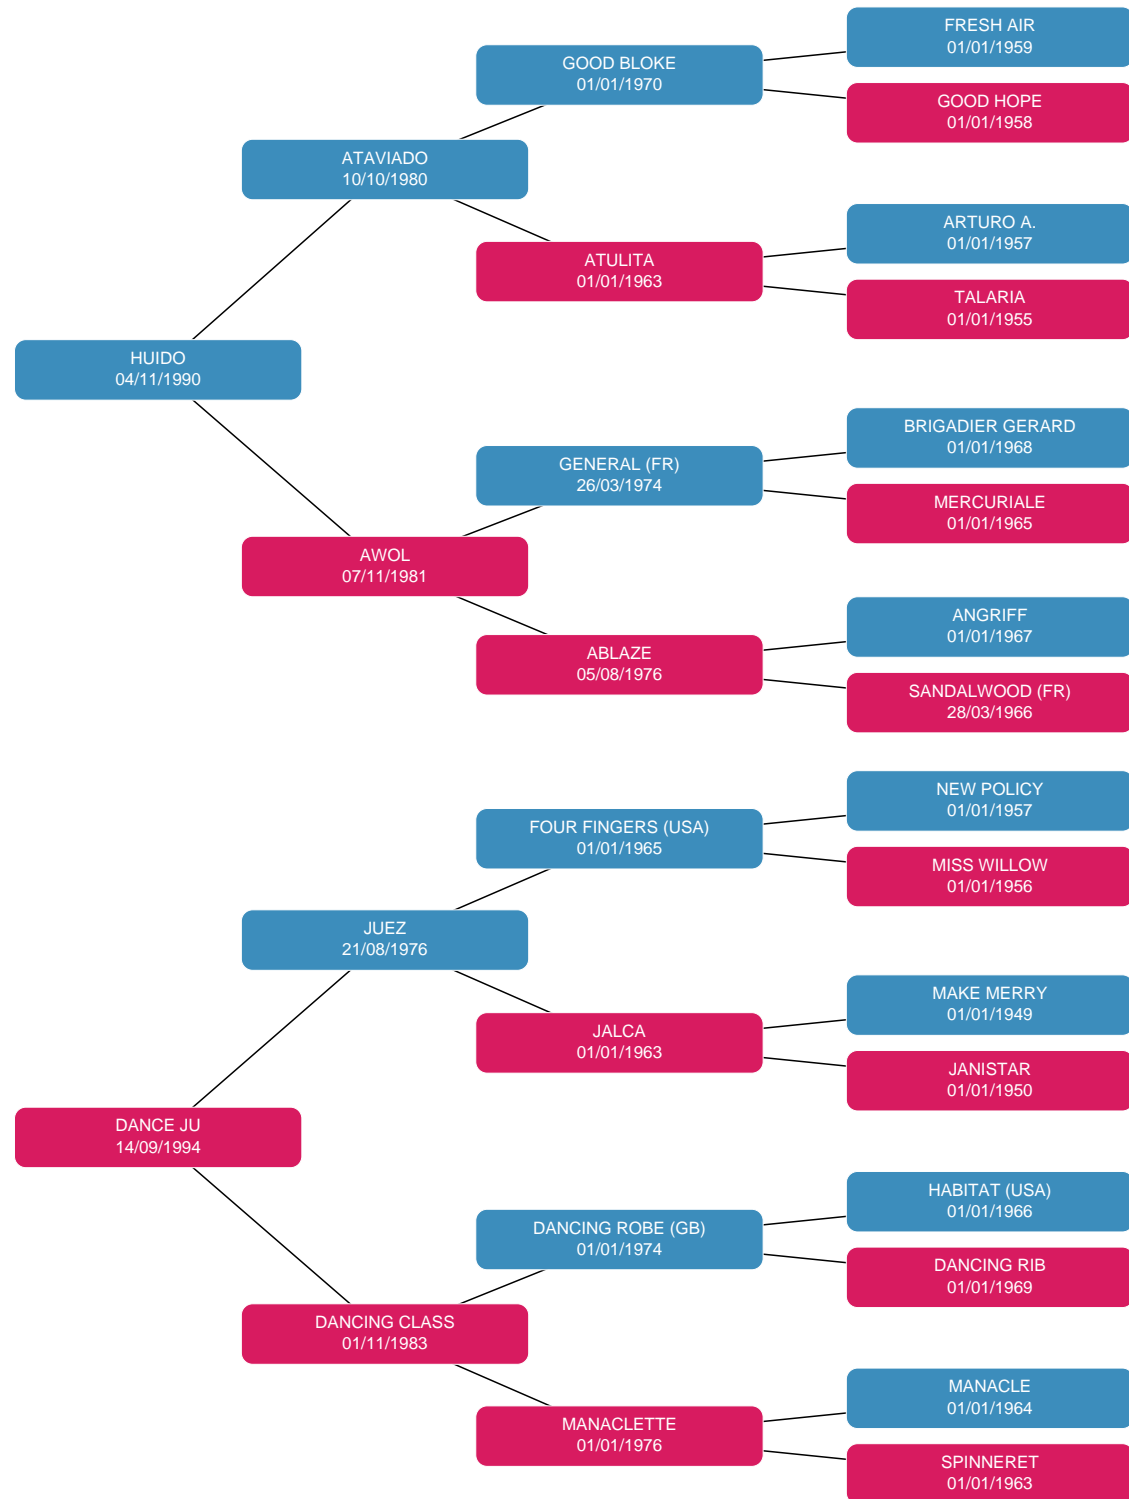 FRESH AIR
01/01/1959
GOOD BLOKE
01/01/1970
GOOD HOPE
01/01/1958
ATAVIADO
10/10/1980
ARTURO A.
01/01/1957
ATULITA
01/01/1963
TALARIA
01/01/1955
HUIDO
04/11/1990
BRIGADIER GERARD
01/01/1968
GENERAL (FR)
26/03/1974
MERCURIALE
01/01/1965
AWOL
07/11/1981
ANGRIFF
01/01/1967
ABLAZE
05/08/1976
SANDALWOOD (FR)
28/03/1966
NEW POLICY
01/01/1957
FOUR FINGERS (USA)
01/01/1965
MISS WILLOW
01/01/1956
JUEZ
21/08/1976
MAKE MERRY
01/01/1949
JALCA
01/01/1963
JANISTAR
01/01/1950
DANCE JU
14/09/1994
HABITAT (USA)
01/01/1966
DANCING ROBE (GB)
01/01/1974
DANCING RIB
01/01/1969
DANCING CLASS
01/11/1983
MANACLE
01/01/1964
MANACLETTE
01/01/1976
SPINNERET
01/01/1963